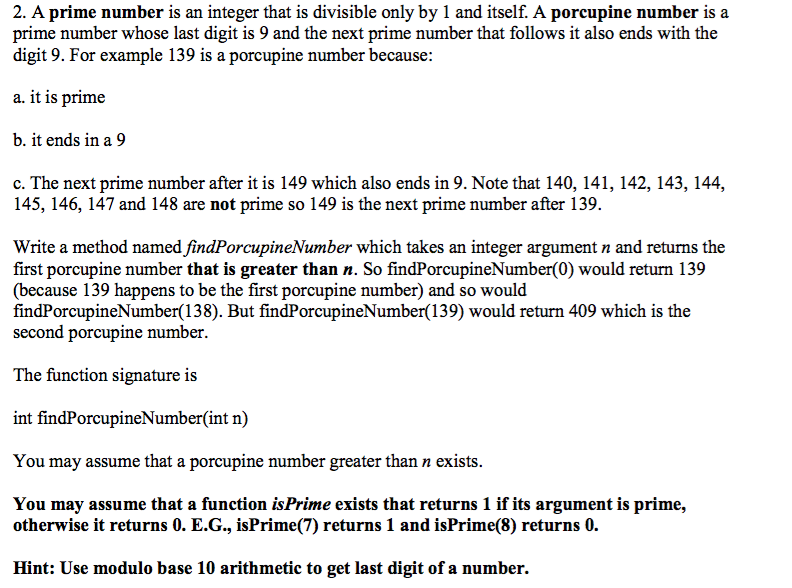 2. A prime number is an integer that is divisible only by 1 and itself. A porcupine number is a
prime number whose last digit is 9 and the next prime number that follows it also ends with the
digit 9. For example 139 is a porcupine number because:
a. it is prime
b. it ends in a 9
c. The next prime number after it is 149 which also ends in 9. Note that 140, 141, 142, 143, 144,
145, 146, 147 and 148 are not prime so 149 is the next prime number after 139.
Write a method named findPorcupineNumber which takes an integer argument n and returns the
first porcupine number that is greater than n. So findPorcupineNumber(0) would return 139
(because 139 happens to be the first porcupine number) and so would
findPorcupineNumber(138). But findPorcupineNumber(139) would return 409 which is the
second porcupine number.
The function signature is
int findPorcupineNumber(int n)
You may assume that a porcupine number greater than n exists.
You may assume that a function isPrime exists that returns 1 if its argument is prime,
otherwise it returns 0. E.G., isPrime(7) returns 1 and isPrime(8) returns 0.
Hint: Use modulo base 10 arithmetic to get last digit of a number.